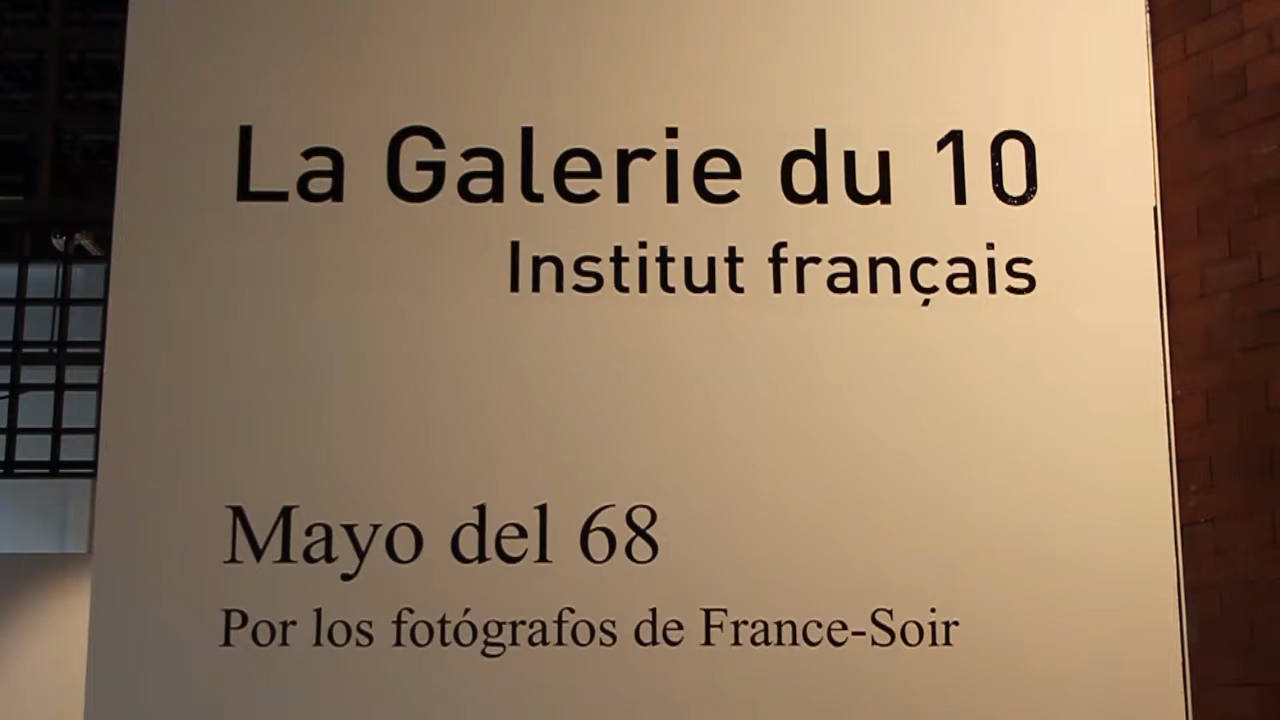 La Galerie du 10
Institut français
Mayo del 68
Por los fotógrafos de France-Soir